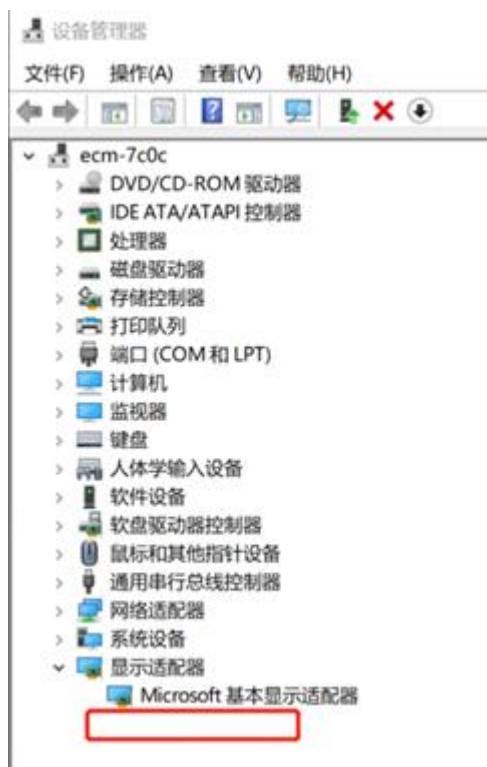 设备管理器
文件(F) 操作(A) 查看(V) 帮助(H)
ecm-7c0c
DVD/CD-ROM 驱动器
IDE ATA/ATAPI 控制器
处理器
磁盘驱动器
存储控制器
打印队列
端口 (COM 和 LPT)
计算机
监视器
键盘
人体学输入设备
软件设备
软盘驱动器控制器
鼠标和其他指针设备
通用串行总线控制器
网络适配器
系统设备
显示适配器
Microsoft 基本显示适配器